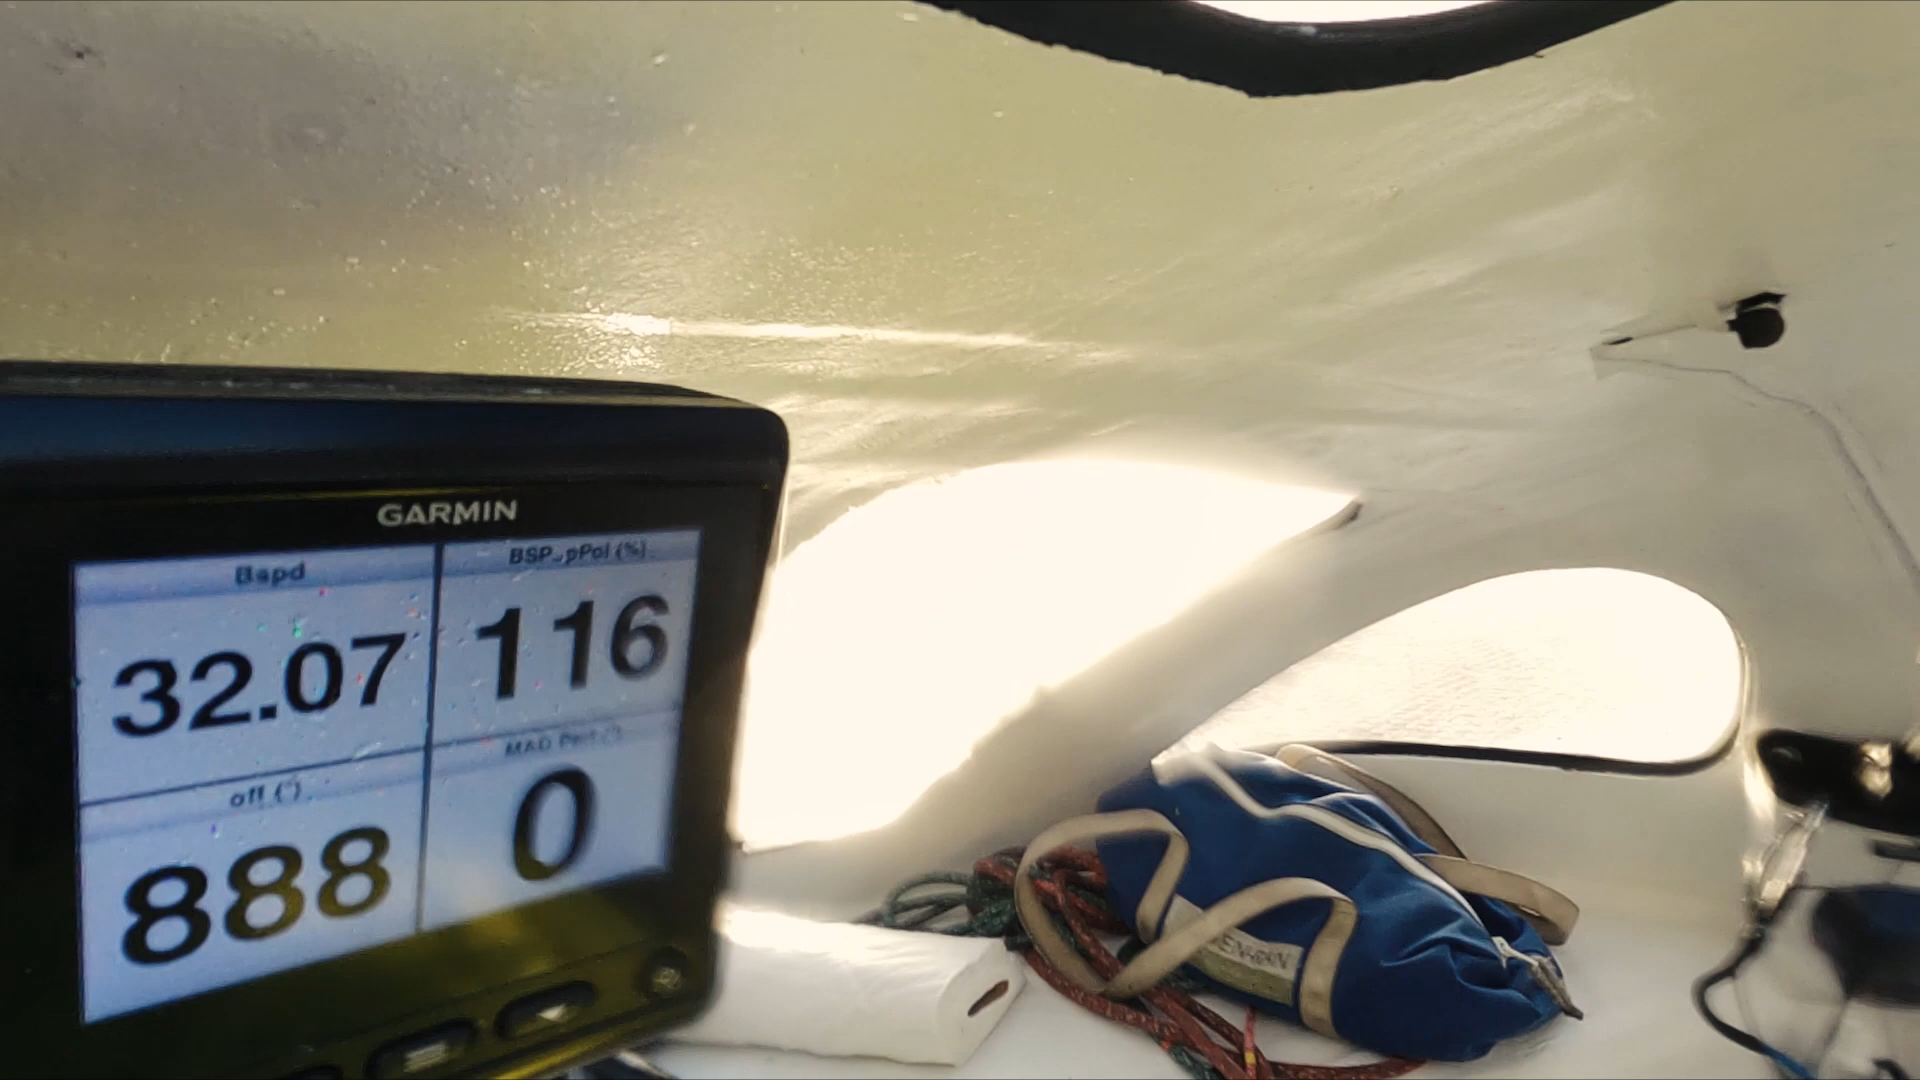 GARMIN
Bspd
BSP_pPol (%)
32.07
116
off (°)
888
0